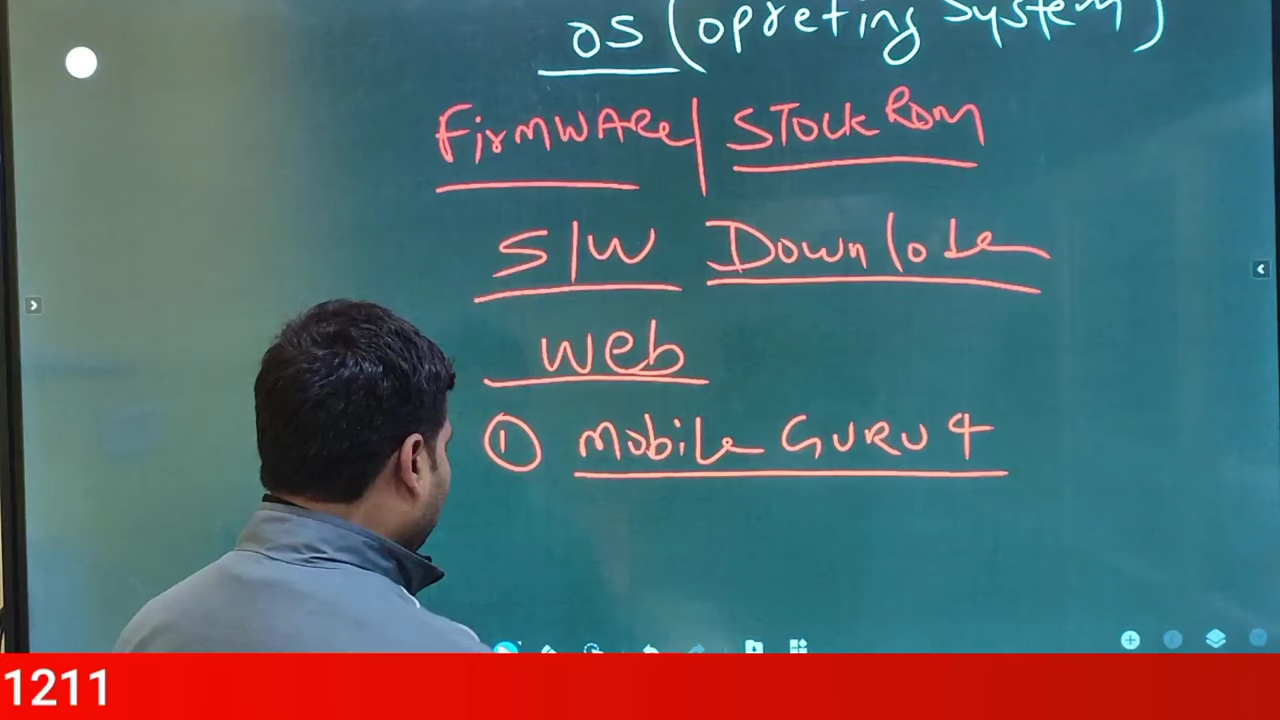 OS (opreting System)
FirmWARe/ STock Rom
S/W Downlode
Web
① mobile GURU 4
1211